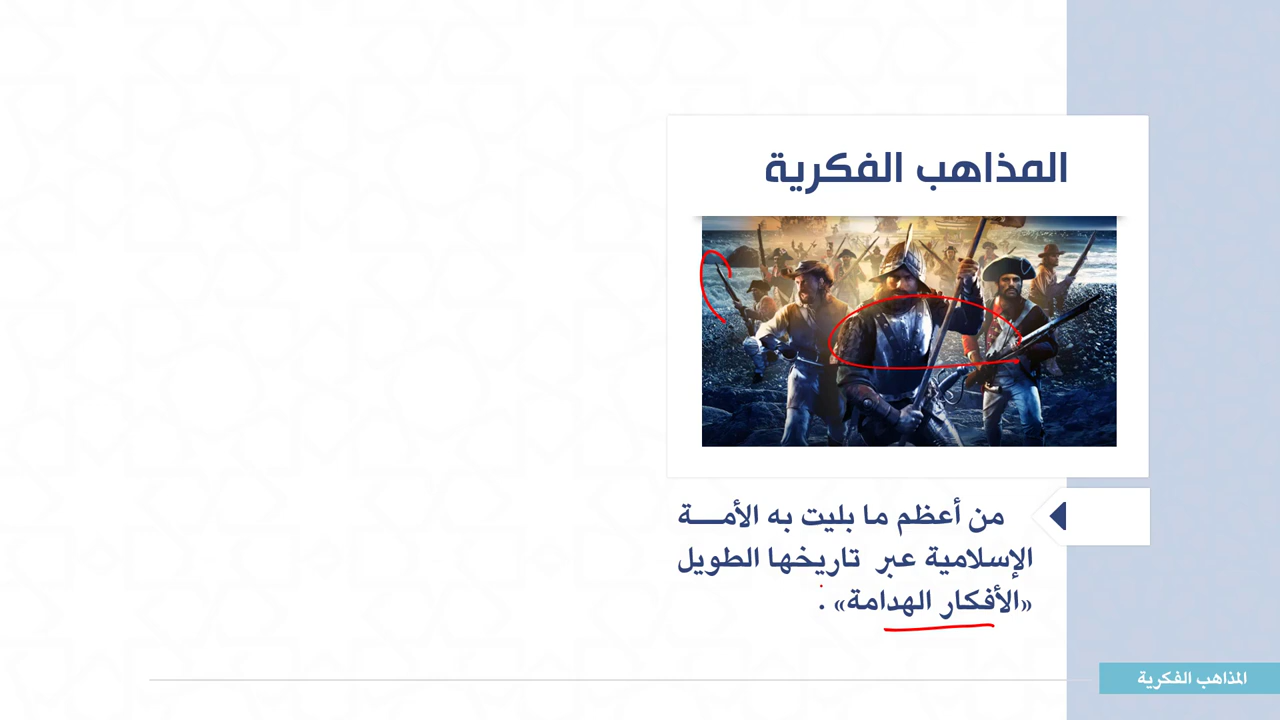 المذاهب الفكرية
من أعظم ما بليت به الأمـــة
الإسلامية عبر تاريخها الطويل
«الأفكار الهدامة» .
المذاهب الفكرية